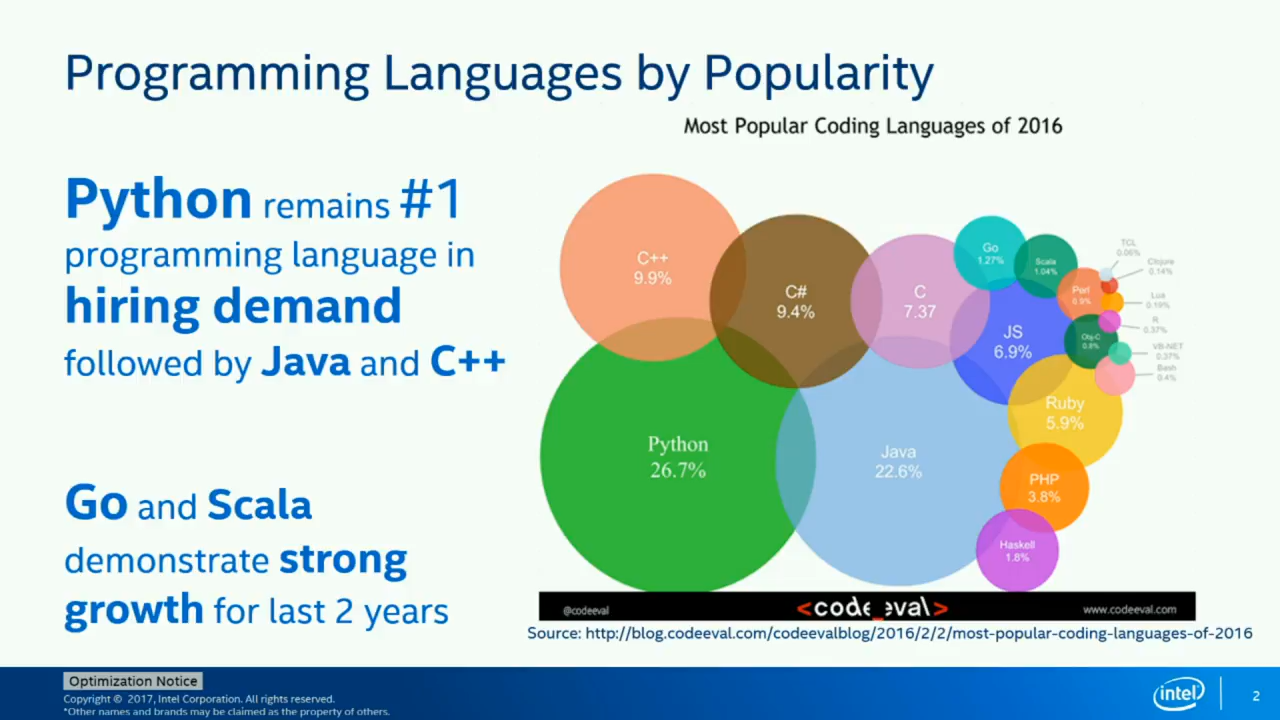 Programming Languages by Popularity
Most Popular Coding Languages of 2016
Python remains #1
programming language in
hiring demand
followed by Java and C++
Go and Scala
demonstrate strong
growth for last 2 years
C++
9.9%
C#
9.4%
C
7.37
Go
1.27%
Scala
1.04%
TCL
0.06%
Clojure
0.14%
Perl
0.9%
Lua
0.19%
R
0.37%
JS
6.9%
Obj-C
0.8%
VB-NET
0.37%
Bash
0.4%
Ruby
5.9%
Python
26.7%
Java
22.6%
PHP
3.8%
Haskell
1.8%
@codeeval
<code_eval>
www.codeeval.com
Source: http://blog.codeeval.com/codeevalblog/2016/2/2/most-popular-coding-languages-of-2016
Optimization Notice
Copyright © 2017, Intel Corporation. All rights reserved.
*Other names and brands may be claimed as the property of others.
intel
2